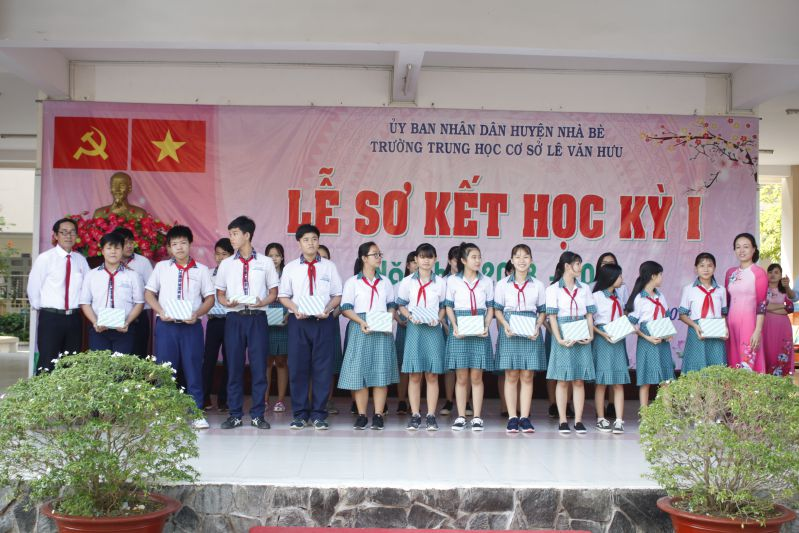 ỦY BAN NHÂN DÂN HUYỆN NHÀ BÈ
TRƯỜNG TRUNG HỌC CƠ SỞ LÊ VĂN HƯU
LỄ SƠ KẾT HỌC KỲ I